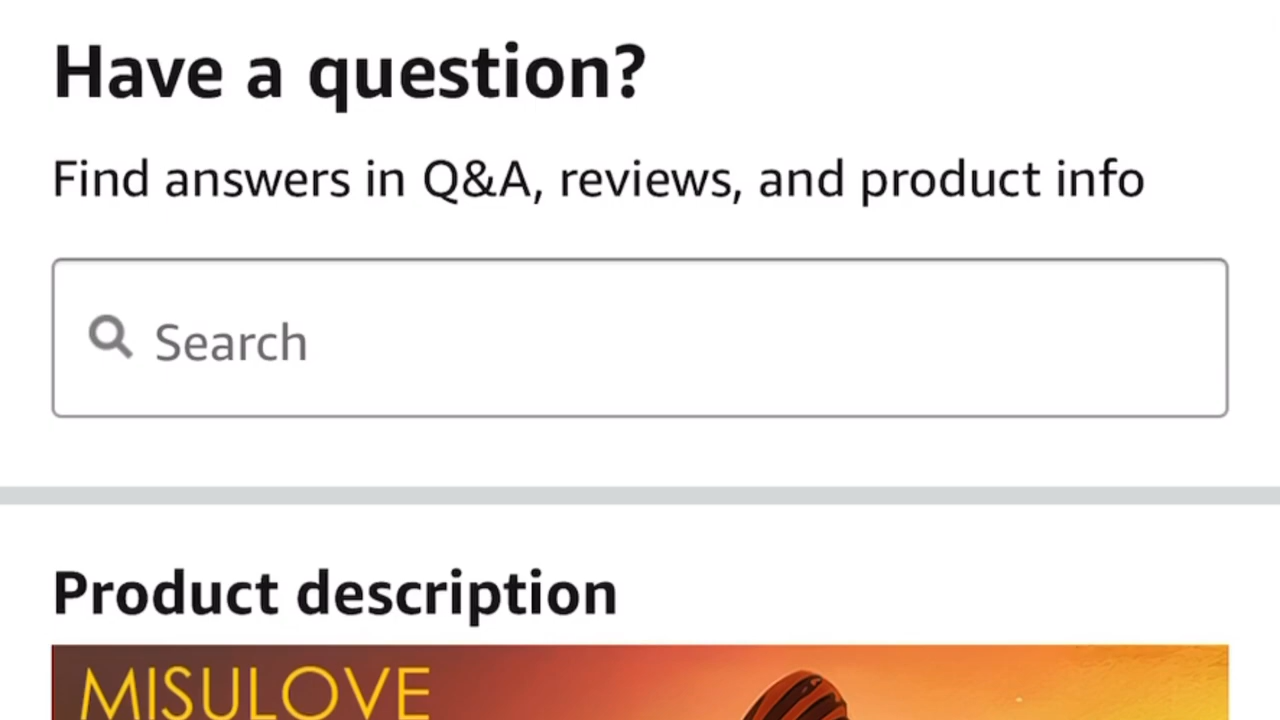 Have a question?
Find answers in Q&A, reviews, and product info
Search
Product description
MISULOVE